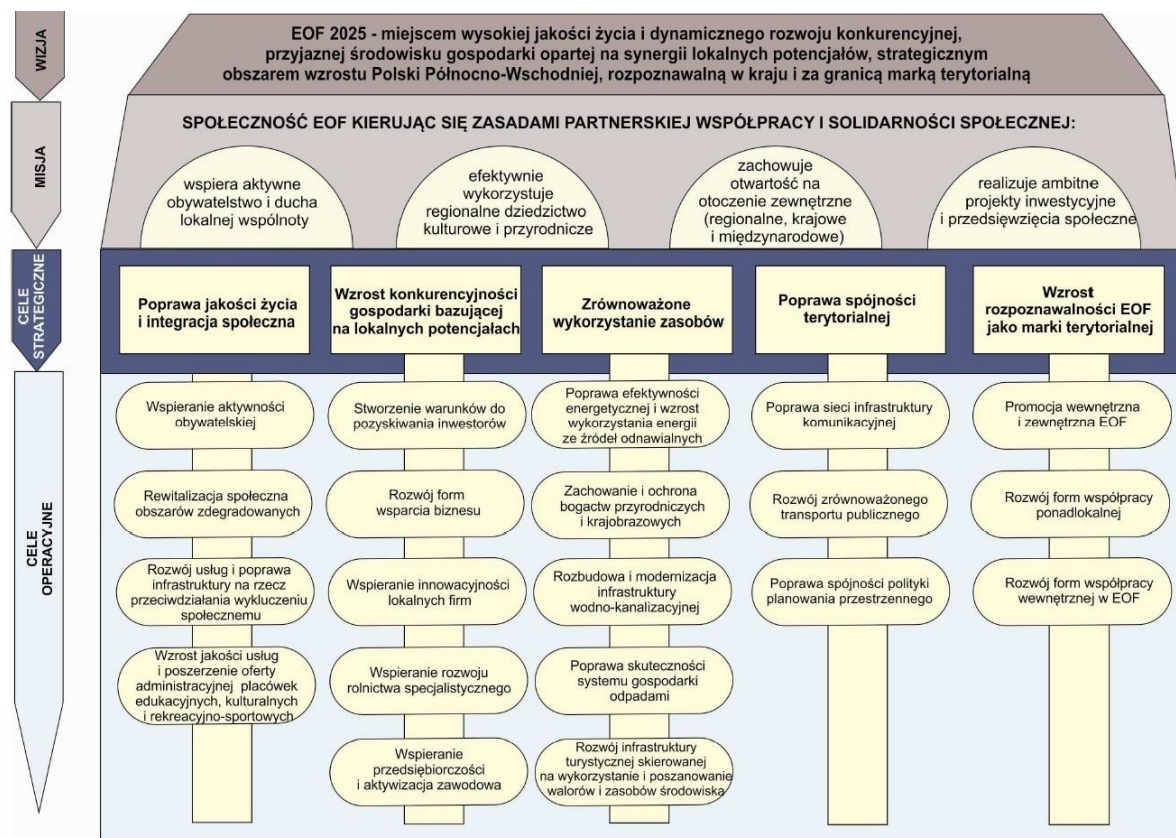 WIZJA
EOF 2025 - miejscem wysokiej jakości życia i dynamicznego rozwoju konkurencyjnej,
przyjaznej środowisku gospodarki opartej na synergii lokalnych potencjałów, strategicznym
obszarem wzrostu Polski Północno-Wschodniej, rozpoznawalną w kraju i za granicą marką terytorialną
MISJA
SPOŁECZNOŚĆ EOF KIERUJĄC SIĘ ZASADAMI PARTNERSKIEJ WSPÓŁPRACY I SOLIDARNOŚCI SPOŁECZNEJ:
wspiera aktywne
obywatelstwo i ducha
lokalnej wspólnoty
efektywnie
wykorzystuje
regionalne dziedzictwo
kulturowe i przyrodnicze
zachowuje
otwartość na
otoczenie zewnętrzne
(regionalne, krajowe
i międzynarodowe)
realizuje ambitne
projekty inwestycyjne
i przedsięwzięcia społeczne
CELE
STRATEGICZNE
Poprawa jakości życia
i integracja społeczna
Wzrost konkurencyjności
gospodarki bazującej
na lokalnych potencjałach
Zrównoważone
wykorzystanie zasobów
Poprawa spójności
terytorialnej
Wzrost
rozpoznawalności EOF
jako marki terytorialnej
CELE
OPERACYJNE
Wspieranie aktywności
obywatelskiej
Rewitalizacja społeczna
obszarów zdegradowanych
Rozwój usług i poprawa
infrastruktury na rzecz
przeciwdziałania wykluczeniu
społecznemu
Wzrost jakości usług
i poszerzenie oferty
administracyjnej placówek
edukacyjnych, kulturalnych
i rekreacyjno-sportowych
Stworzenie warunków do
pozyskiwania inwestorów
Rozwój form
wsparcia biznesu
Wspieranie innowacyjności
lokalnych firm
Wspieranie rozwoju
rolnictwa specjalistycznego
Wspieranie
przedsiębiorczości
i aktywizacja zawodowa
Poprawa efektywności
energetycznej i wzrost
wykorzystania energii
ze źródeł odnawialnych
Zachowanie i ochrona
bogactw przyrodniczych
i krajobrazowych
Rozbudowa i modernizacja
infrastruktury
wodno-kanalizacyjnej
Poprawa skuteczności
systemu gospodarki
odpadami
Rozwój infrastruktury
turystycznej skierowanej
na wykorzystanie i poszanowanie
walorów i zasobów środowiska
Poprawa sieci infrastruktury
komunikacyjnej
Rozwój zrównoważonego
transportu publicznego
Poprawa spójności polityki
planowania przestrzennego
Promocja wewnętrzna
i zewnętrzna EOF
Rozwój form współpracy
ponadlokalnej
Rozwój form współpracy
wewnętrznej w EOF